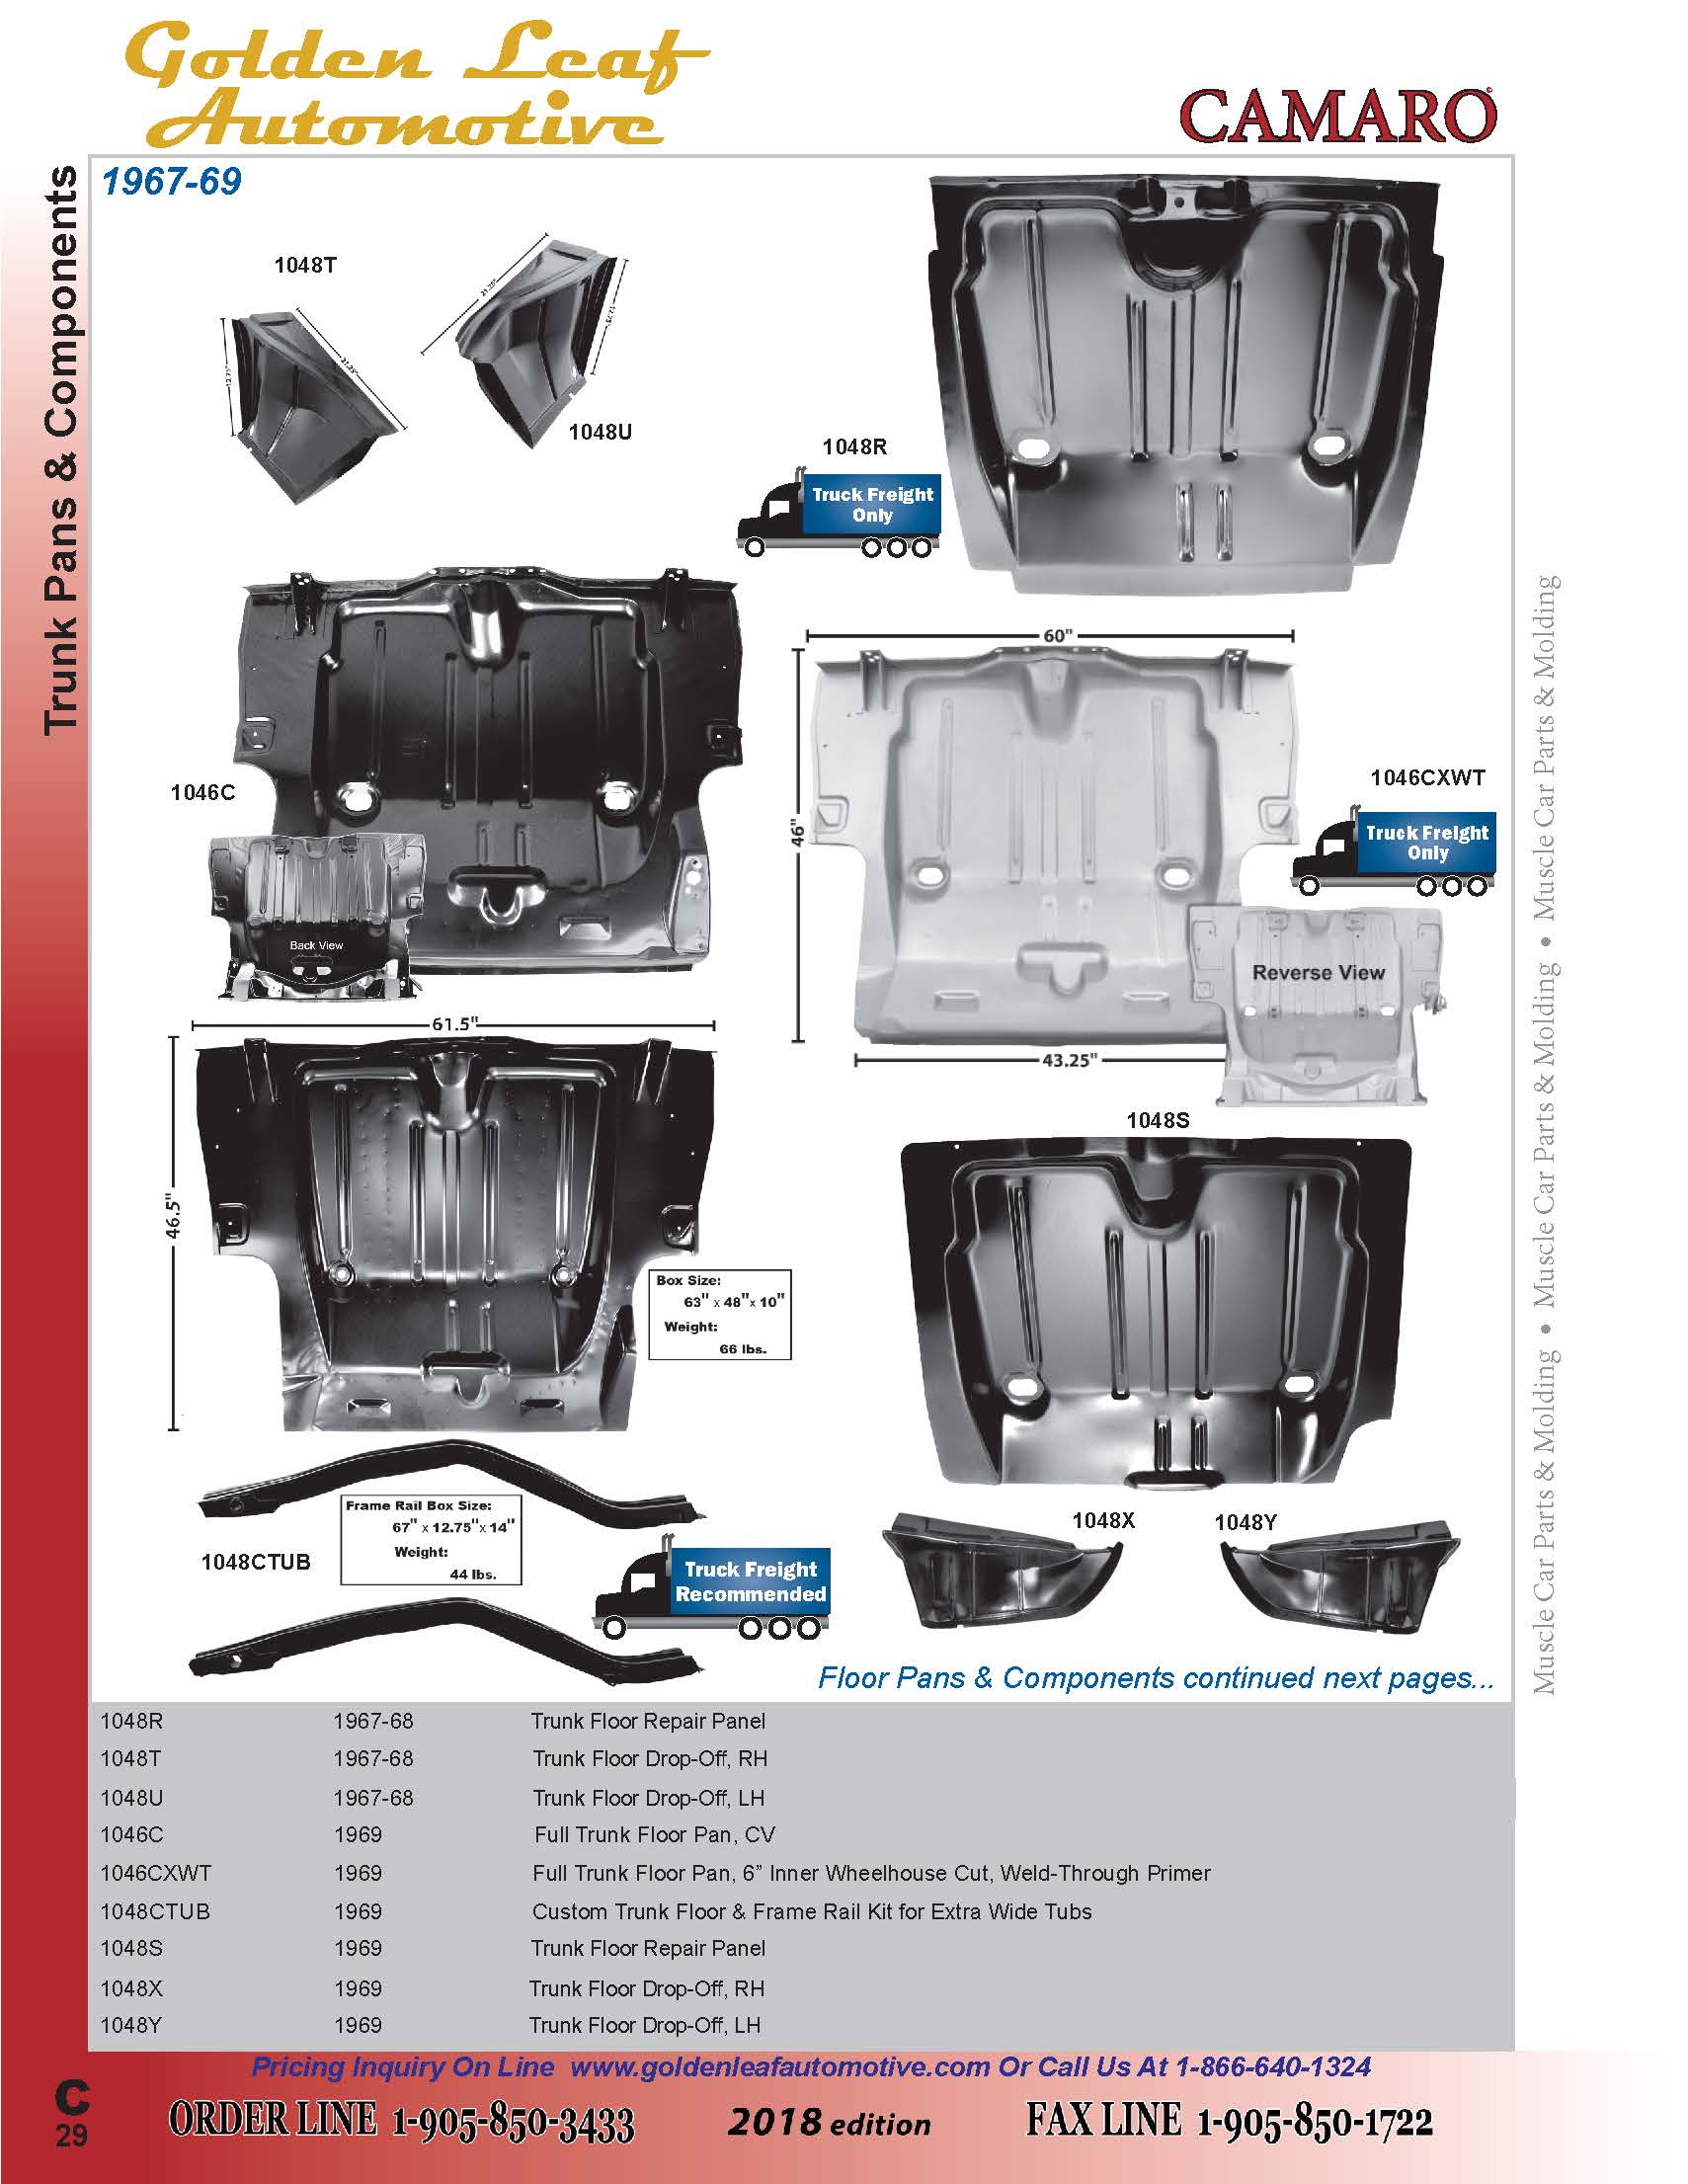 Golden Leaf
Automotive
CAMARO
Trunk Pans & Components
1967-69
1048T
21.25"
12.75"
21.25"
12.75"
1048U
1048R
Truck Freight
Only
60"
1046C
Back View
46"
1046CXWT
Truck Freight
Only
Reverse View
43.25"
61.5"
46.5"
Box Size:
63" x 48"x 10"
Weight:
66 lbs.
1048S
Frame Rail Box Size:
67" x 12.75"x 14"
Weight:
44 lbs.
1048CTUB
Truck Freight
Recommended
1048X
1048Y
Floor Pans & Components continued next pages...
Muscle Car Parts & Molding • Muscle Car Parts & Molding • Muscle Car Parts & Molding
1048R 1967-68 Trunk Floor Repair Panel
1048T 1967-68 Trunk Floor Drop-Off, RH
1048U 1967-68 Trunk Floor Drop-Off, LH
1046C 1969 Full Trunk Floor Pan, CV
1046CXWT 1969 Full Trunk Floor Pan, 6” Inner Wheelhouse Cut, Weld-Through Primer
1048CTUB 1969 Custom Trunk Floor & Frame Rail Kit for Extra Wide Tubs
1048S 1969 Trunk Floor Repair Panel
1048X 1969 Trunk Floor Drop-Off, RH
1048Y 1969 Trunk Floor Drop-Off, LH
Pricing Inquiry On Line www.goldenleafautomotive.com Or Call Us At 1-866-640-1324
C
29
ORDER LINE 1-905-850-3433
2018 edition
FAX LINE 1-905-850-1722